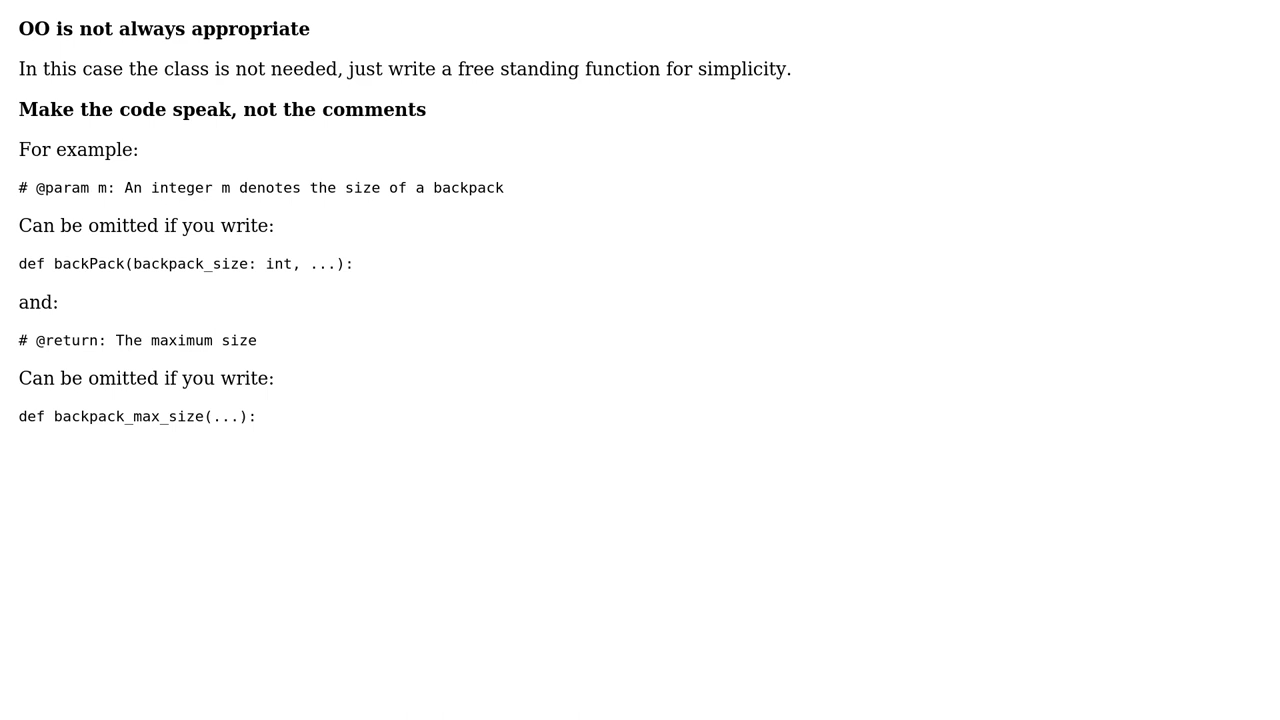 OO is not always appropriate
In this case the class is not needed, just write a free standing function for simplicity.
Make the code speak, not the comments
For example:
# @param m: An integer m denotes the size of a backpack
Can be omitted if you write:
def backPack(backpack_size: int, ...):
and:
# @return: The maximum size
Can be omitted if you write:
def backpack_max_size(...):